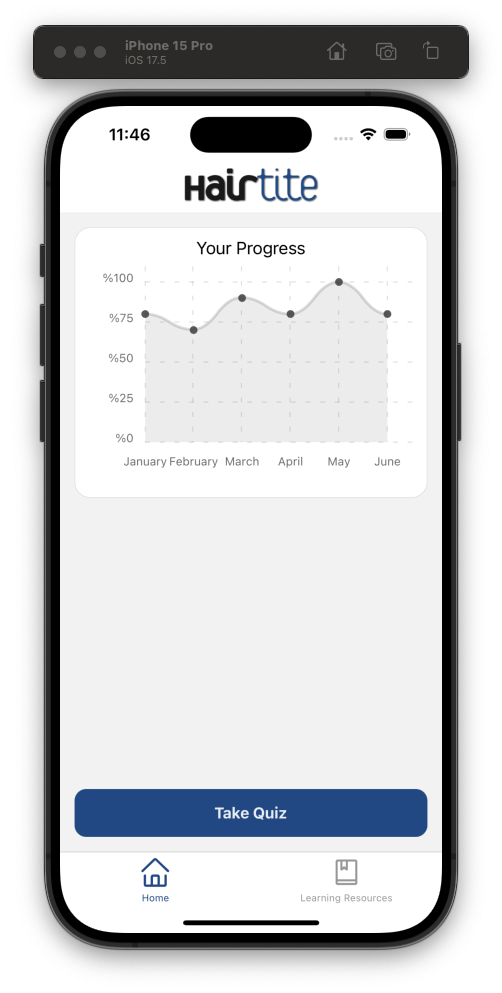 iPhone 15 Pro
iOS 17.5
11:46
Hairtite
Your Progress
%100
%75
%50
%25
%0
January February March April May June
Take Quiz
Home Learning Resources